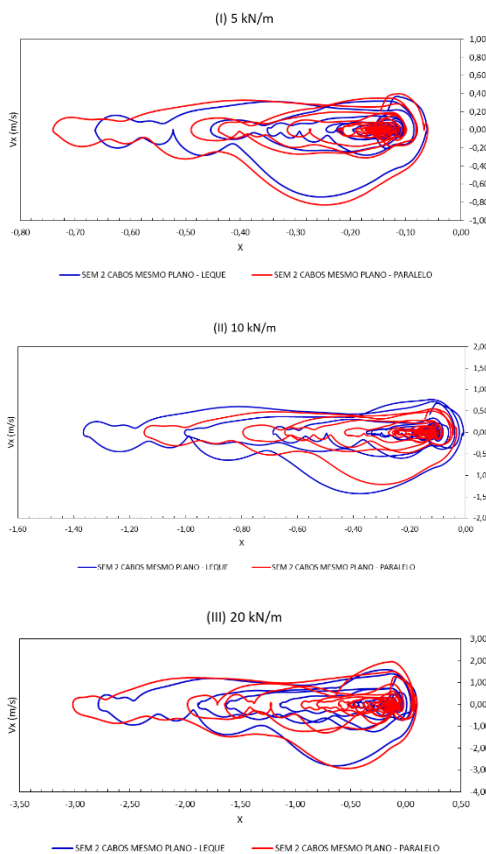 (I) 5 kN/m
1,00
0,80
0,60
0,40
0,20
0,00
-0,20
-0,40
-0,60
-0,80
-1,00
Vx (m/s)
-0,80 -0,70 -0,60 -0,50 -0,40 -0,30 -0,20 -0,10 0,00
X
SEM 2 CABOS MESMO PLANO - LEQUE SEM 2 CABOS MESMO PLANO - PARALELO
(II) 10 kN/m
2,00
1,50
1,00
0,50
0,00
-0,50
-1,00
-1,50
-2,00
Vx (m/s)
-1,60 -1,40 -1,20 -1,00 -0,80 -0,60 -0,40 -0,20 0,00
X
SEM 2 CABOS MESMO PLANO - LEQUE SEM 2 CABOS MESMO PLANO - PARALELO
(III) 20 kN/m
3,00
2,00
1,00
0,00
-1,00
-2,00
-3,00
-4,00
Vx (m/s)
-3,50 -3,00 -2,50 -2,00 -1,50 -1,00 -0,50 0,00 0,50
X
SEM 2 CABOS MESMO PLANO - LEQUE SEM 2 CABOS MESMO PLANO - PARALELO